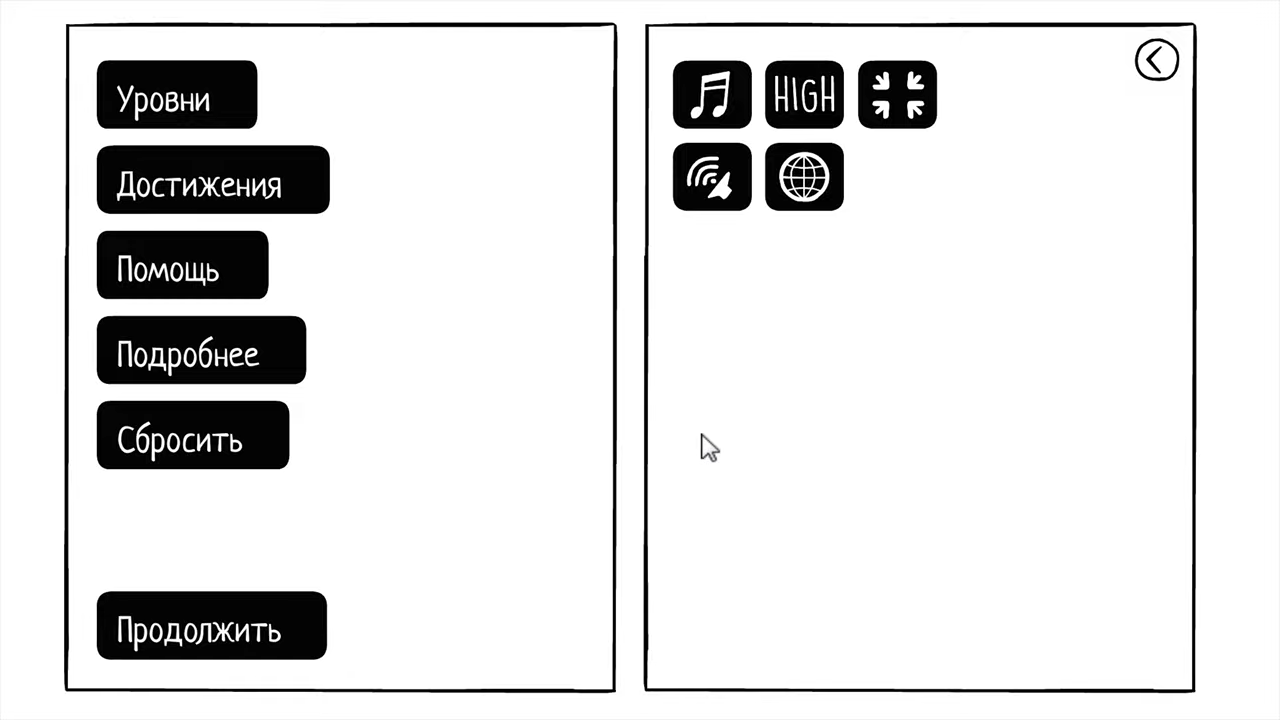 Уровни
Достижения
Помощь
Подробнее
Сбросить
Продолжить
HIGH